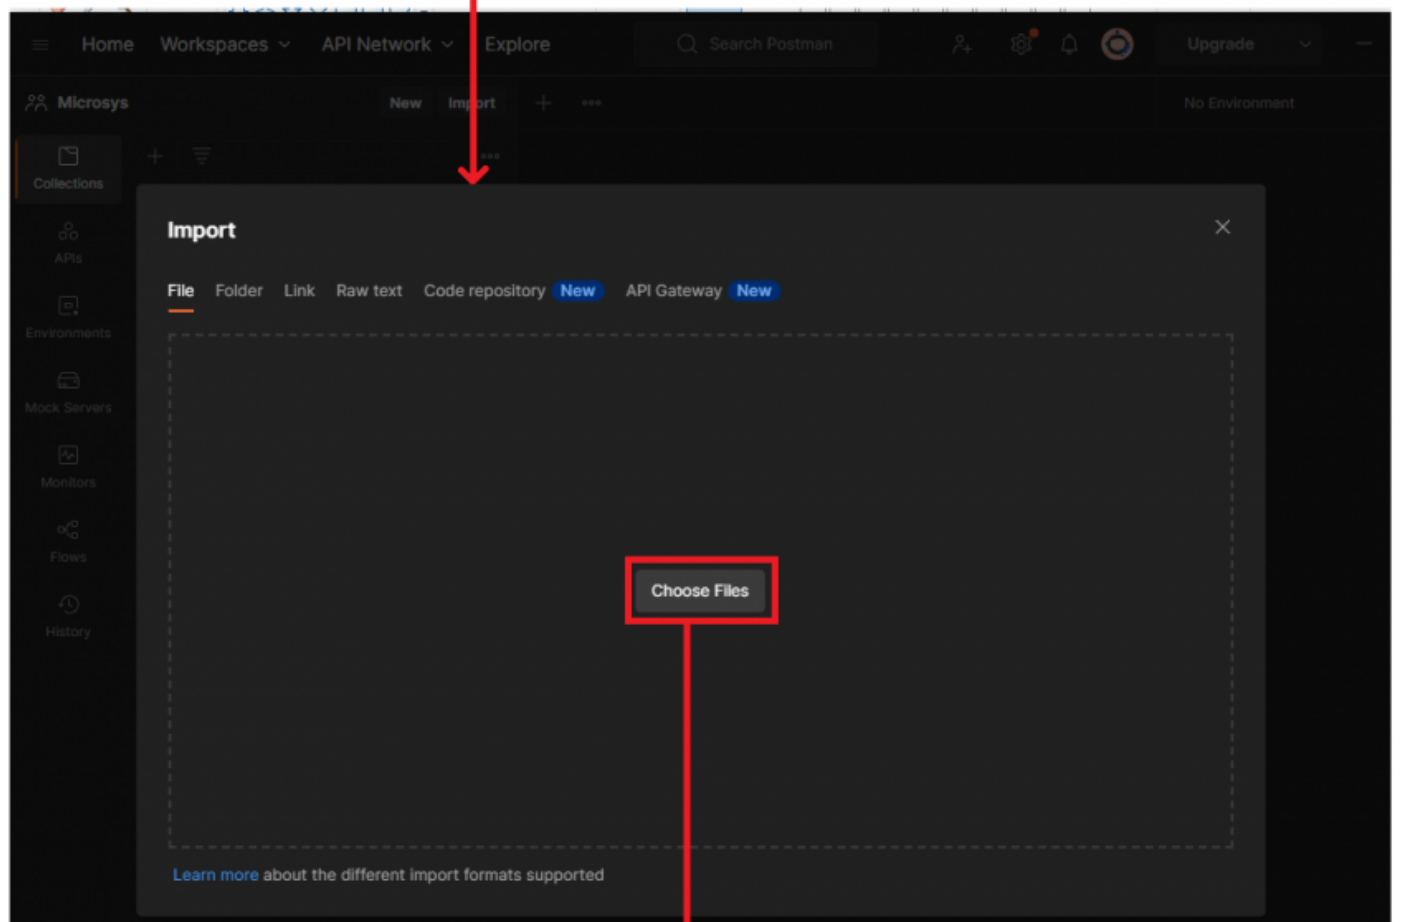 Home Workspaces API Network Explore Search Postman Upgrade
Microsys New Import No Environment
Collections
APIs
Environments
Mock Servers
Monitors
Flows
History
Import
File Folder Link Raw text Code repository New API Gateway New
Choose Files
Learn more about the different import formats supported